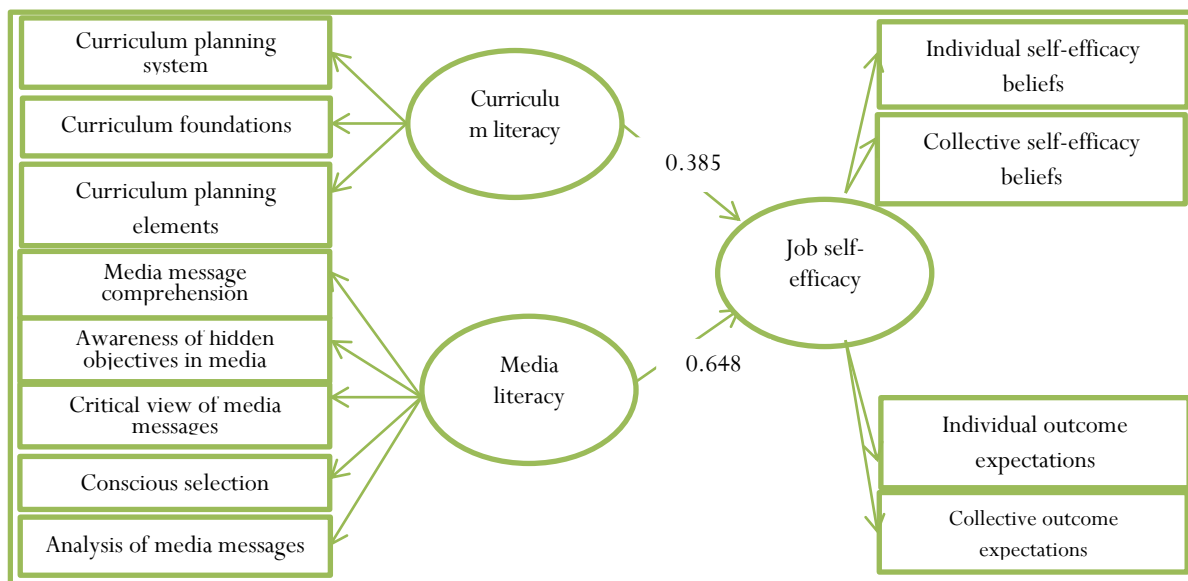 Curriculum planning
system
Curriculum foundations
Curriculum planning
elements
Media message
comprehension
Awareness of hidden
objectives in media
Critical view of media
messages
Conscious selection
Analysis of media messages
Curriculu
m literacy
Media
literacy
0.385
0.648
Job self-
efficacy
Individual self-efficacy
beliefs
Collective self-efficacy
beliefs
Individual outcome
expectations
Collective outcome
expectations